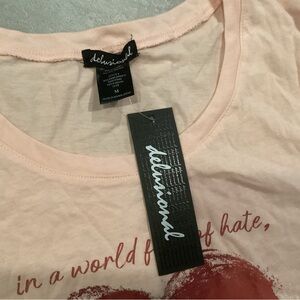 delusional
M
delusional
in a world f of hate,